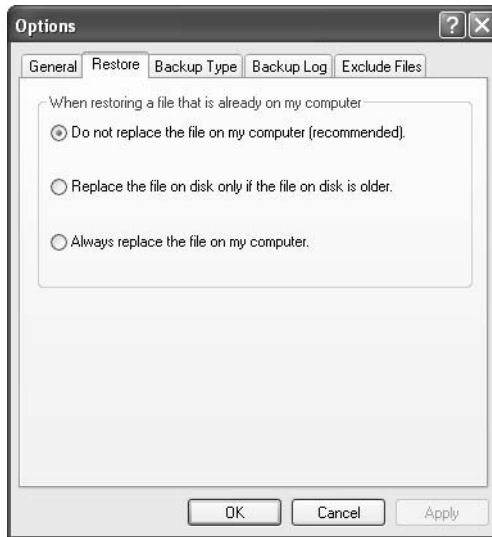 Options
General Restore Backup Type Backup Log Exclude Files
When restoring a file that is already on my computer
Do not replace the file on my computer (recommended).
Replace the file on disk only if the file on disk is older.
Always replace the file on my computer.
OK Cancel Apply